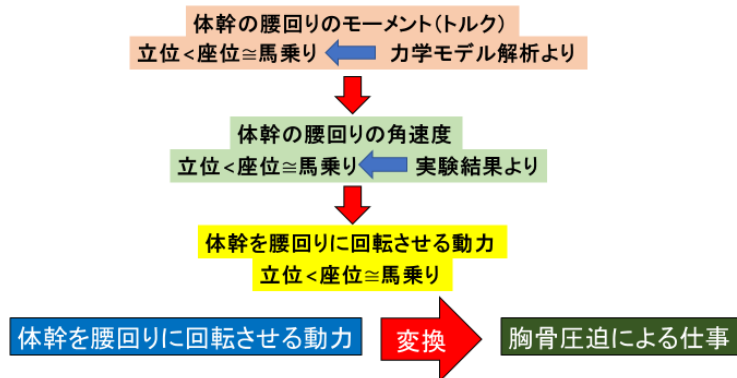 体幹の腰回りのモーメント(トルク)
立位<座位≅馬乗り 力学モデル解析より
体幹の腰回りの角速度
立位<座位≅馬乗り 実験結果より
体幹を腰回りに回転させる動力
立位<座位≅馬乗り
体幹を腰回りに回転させる動力 変換 胸骨圧迫による仕事